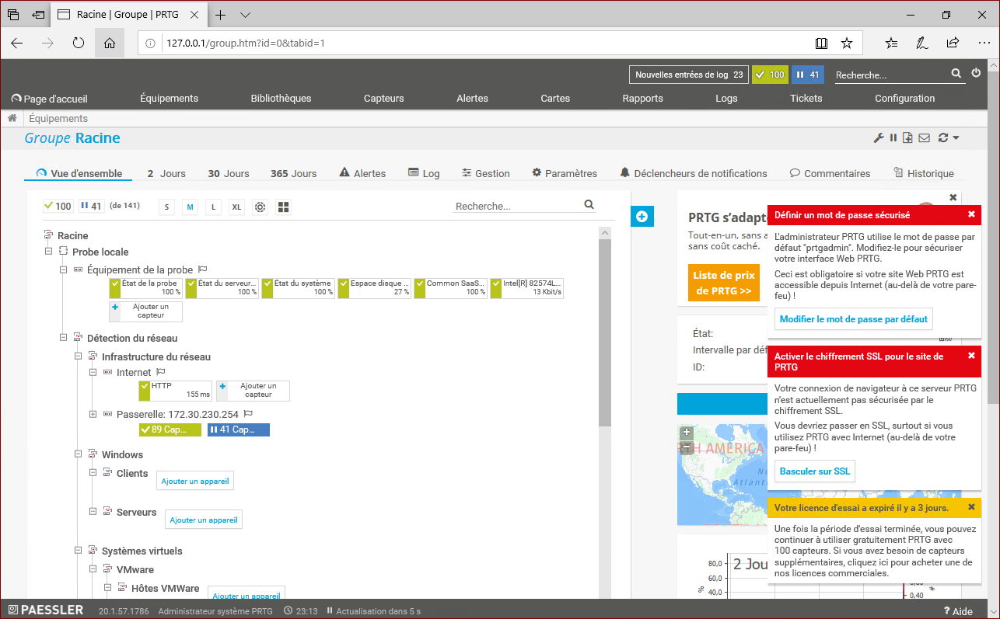 Racine | Groupe | PRTG
127.0.0.1/group.htm?id=0&tabid=1
Nouvelles entrées de log 23
100
41
Recherche...
Page d'accueil
Équipements
Bibliothèques
Capteurs
Alertes
Cartes
Rapports
Logs
Tickets
Configuration
Équipements
Groupe Racine
Vue d'ensemble
2 Jours
30 Jours
365 Jours
Alertes
Log
Gestion
Paramètres
Déclencheurs de notifications
Commentaires
Historique
100
41
(de 141)
S
M
L
XL
Recherche...
Racine
Probe locale
Équipement de la probe
État de la probe
100 %
État du serveur...
100 %
État du système
100 %
Espace disque ...
27 %
Common SaaS...
100 %
Intel[R] 82574L...
13 Kbit/s
Ajouter un
capteur
Détection du réseau
Infrastructure du réseau
Internet
HTTP
155 ms
Ajouter un
capteur
Passerelle: 172.30.230.254
89 Cap...
41 Cap...
Windows
Clients
Ajouter un appareil
Serveurs
Ajouter un appareil
Systèmes virtuels
VMware
Hôtes VMWare
Ajouter un appareil
PRTG s'adapt
Tout-en-un, sans a
sans coût caché.
Liste de prix
de PRTG >>
État:
Intervalle par déf
ID:
TH AMERICA
Atlanti
2 Jou
80,0
60,0
40,0
%
0,40
#
Définir un mot de passe sécurisé
L'administrateur PRTG utilise le mot de passe par
défaut "prtgadmin". Modifiez-le pour sécuriser
votre interface Web PRTG.
Ceci est obligatoire si votre site Web PRTG est
accessible depuis Internet (au-delà de votre pare-
feu) !
Modifier le mot de passe par défaut
Activer le chiffrement SSL pour le site de
PRTG
Votre connexion de navigateur à ce serveur PRTG
n'est actuellement pas sécurisée par le
chiffrement SSL.
Vous devriez passer en SSL, surtout si vous
utilisez PRTG avec Internet (au-delà de votre
pare-feu) !
Basculer sur SSL
Votre licence d'essai a expiré il y a 3 jours.
Une fois la période d'essai terminée, vous pouvez
continuer à utiliser gratuitement PRTG avec
100 capteurs. Si vous avez besoin de capteurs
supplémentaires, cliquez ici pour acheter une de
nos licences commerciales.
PAESSLER
20.1.57.1786
Administrateur système PRTG
23:13
Actualisation dans 5 s
? Aide